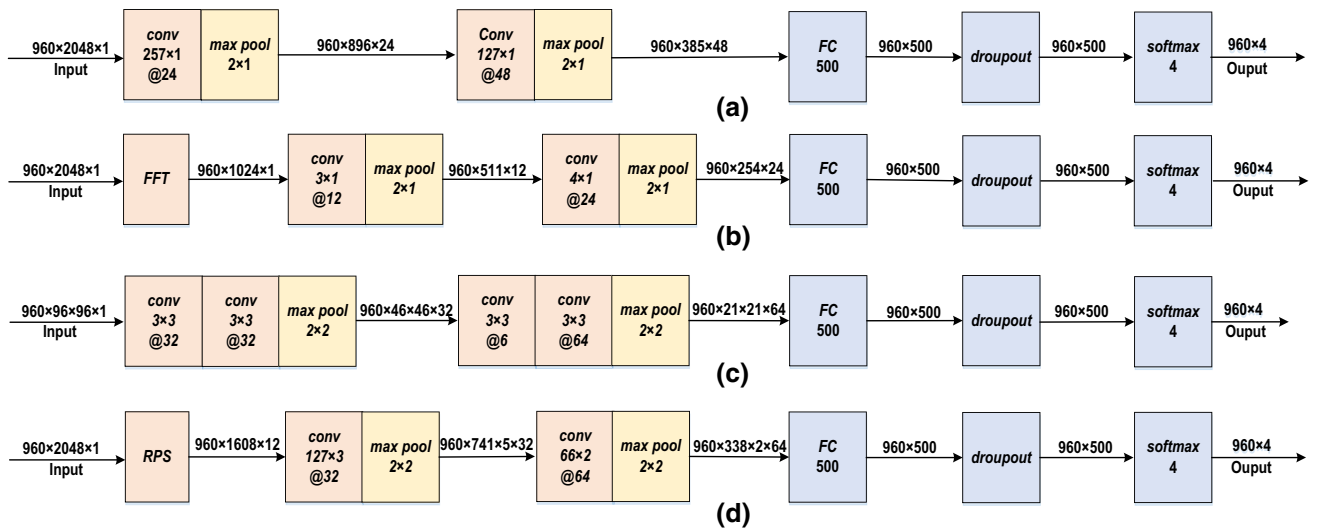 960×2048×1
Input
conv
257×1
@24
max pool
2×1
960×896×24
Conv
127×1
@48
max pool
2×1
960×385×48
FC
500
960×500
droupout
960×500
softmax
4
960×4
Ouput
(a)
960×2048×1
Input
FFT
960×1024×1
conv
3×1
@12
max pool
2×1
960×511×12
conv
4×1
@24
max pool
2×1
960×254×24
FC
500
960×500
droupout
960×500
softmax
4
960×4
Ouput
(b)
960×96×96×1
Input
conv
3×3
@32
conv
3×3
@32
max pool
2×2
960×46×46×32
conv
3×3
@6
conv
3×3
@64
max pool
2×2
960×21×21×64
FC
500
960×500
droupout
960×500
softmax
4
960×4
Ouput
(c)
960×2048×1
Input
RPS
960×1608×12
conv
127×3
@32
max pool
2×2
960×741×5×32
conv
66×2
@64
max pool
2×2
960×338×2×64
FC
500
960×500
droupout
960×500
softmax
4
960×4
Ouput
(d)